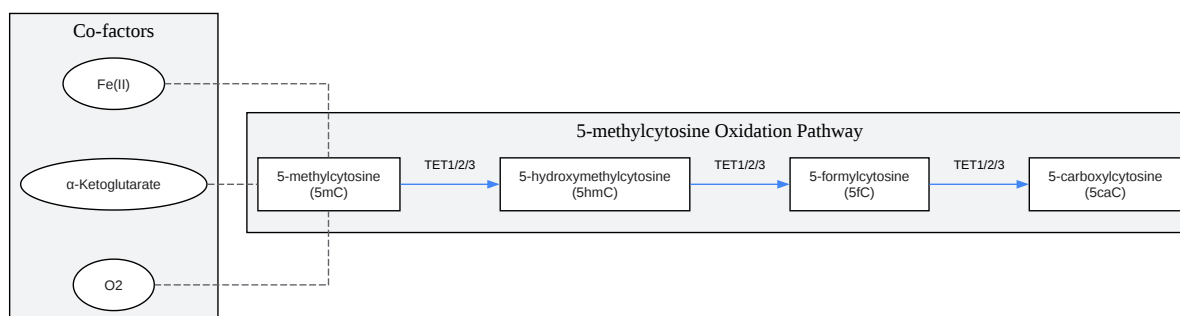 Co-factors
Fe(II)
α-Ketoglutarate
O2
5-methylcytosine Oxidation Pathway
5-methylcytosine
(5mC)
TET1/2/3
5-hydroxymethylcytosine
(5hmC)
TET1/2/3
5-formylcytosine
(5fC)
TET1/2/3
5-carboxylcytosine
(5caC)